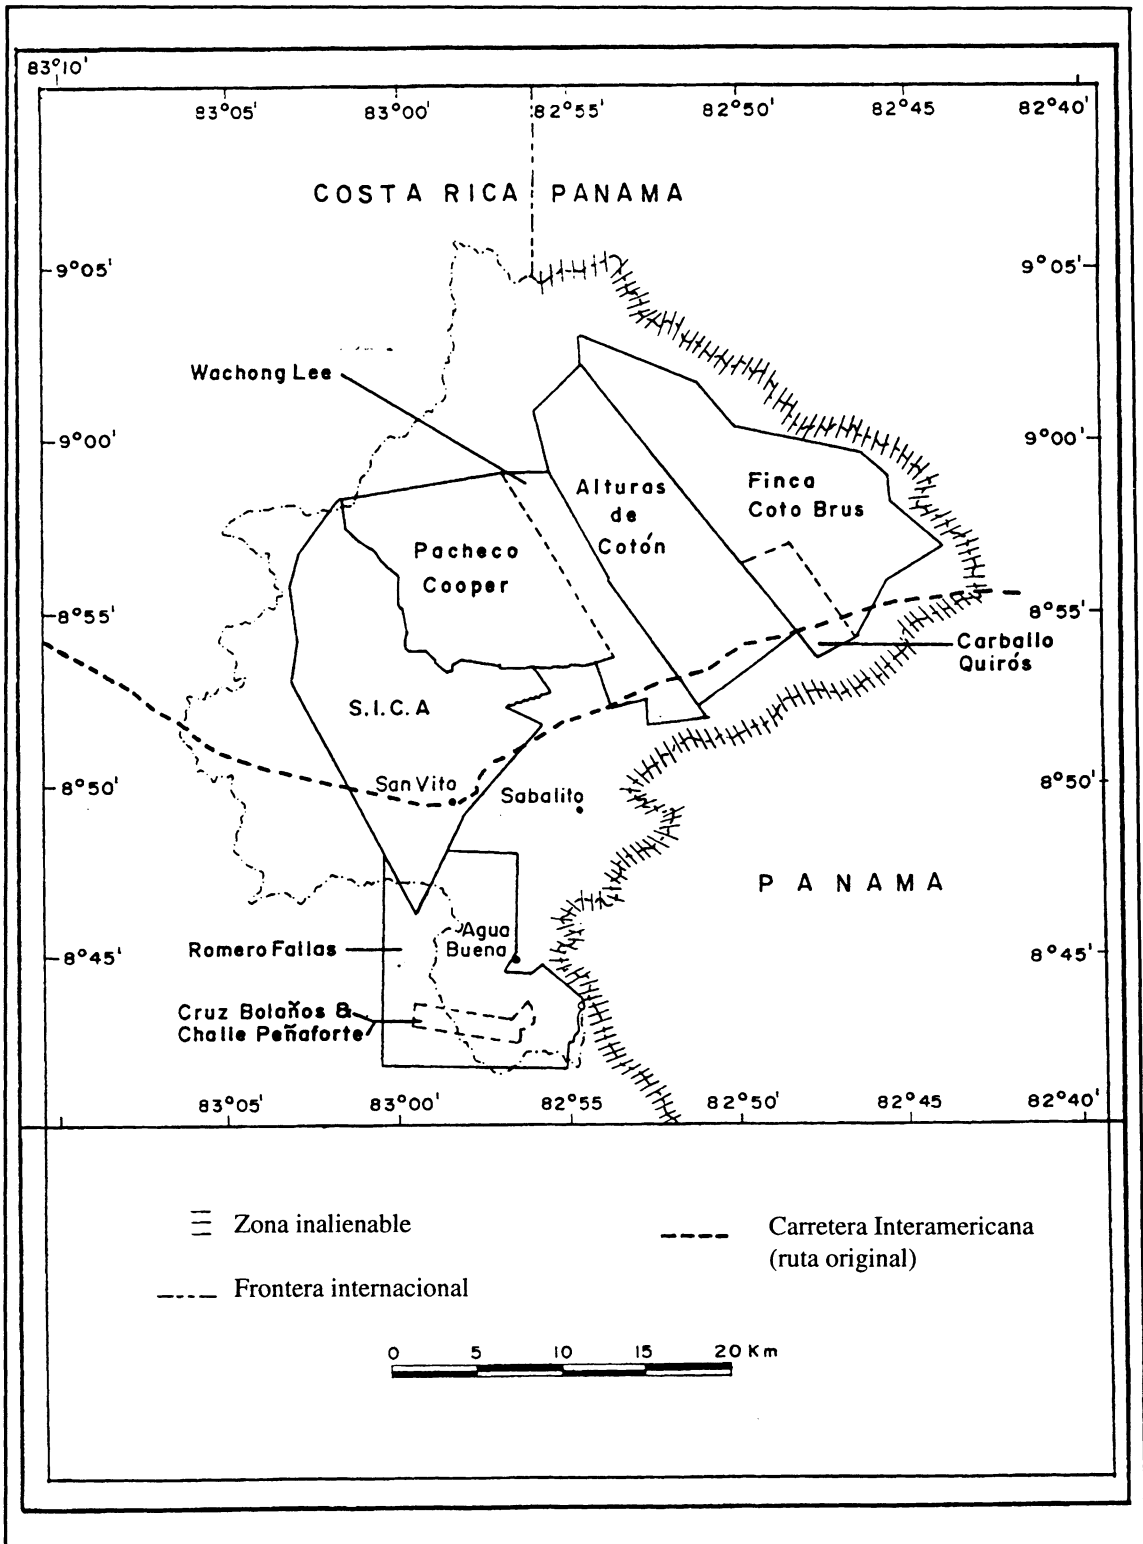 83°10'
83°05' 83°00' 82°55' 82°50' 82°45' 82°40'
COSTA RICA PANAMA
9°05' 9°05'
Wachong Lee
9°00' 9°00'
Alturas
de
Cotón
Finca
Coto Brus
Pacheco
Cooper
8°55' 8°55'
Carballo
Quirós
S.I.C.A
8°50' 8°50'
San Vito
Sabalito
PANAMA
Agua
Buena
Romero Fallas
8°45' 8°45'
Cruz Bolaños &
Challe Peñaforte
83°05' 83°00' 82°55 82°50' 82°45' 82°40'
Zona inalienable
Carretera Interamericana
(ruta original)
Frontera internacional
0 5 10 15 20 Km